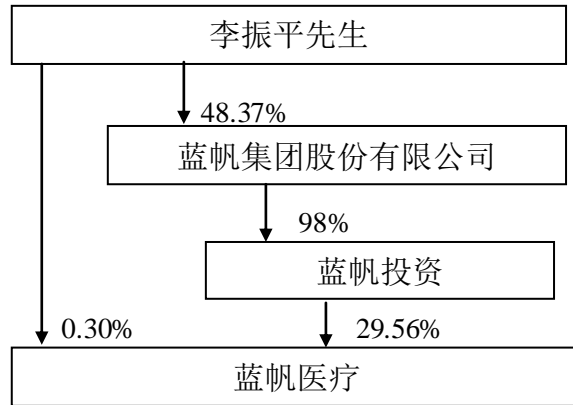 李振平先生
48.37%
蓝帆集团股份有限公司
98%
蓝帆投资
0.30%
29.56%
蓝帆医疗